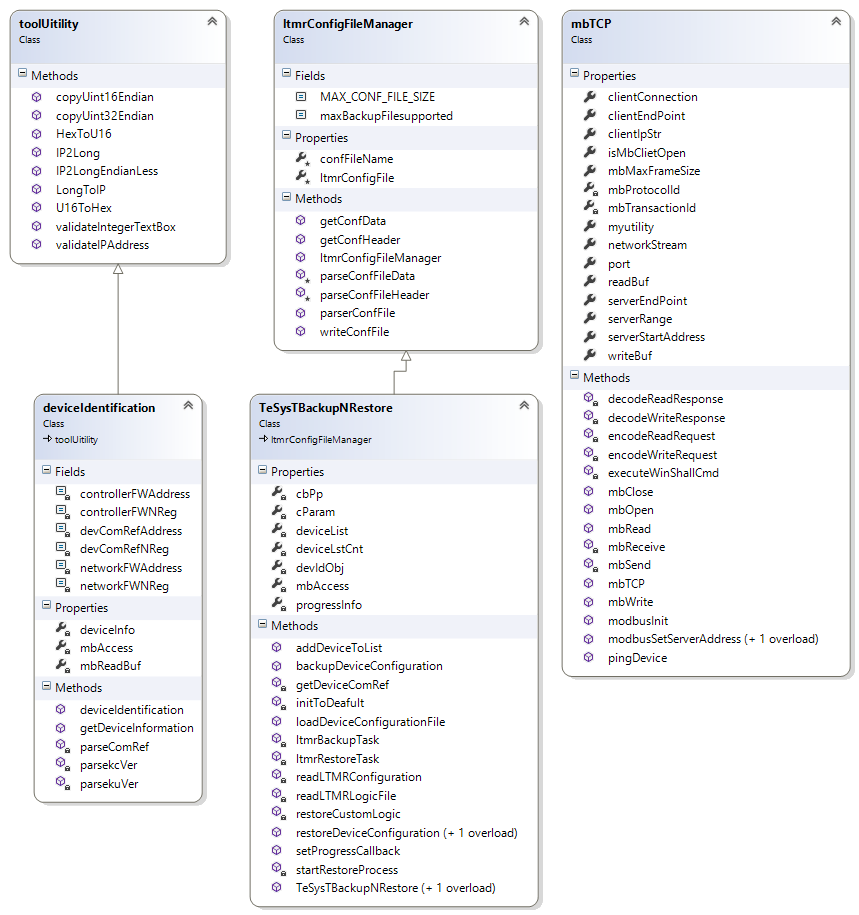 toolUitility
Class
Methods
copyUint16Endian
copyUint32Endian
HexToU16
IP2Long
IP2LongEndianLess
LongToIP
U16ToHex
validateIntegerTextBox
validateIPAddress
ltmrConfigFileManager
Class
Fields
MAX_CONF_FILE_SIZE
maxBackupFilesupported
Properties
confFileName
ltmrConfigFile
Methods
getConfData
getConfHeader
ltmrConfigFileManager
parseConfFileData
parseConfFileHeader
parserConfFile
writeConfFile
mbTCP
Class
Properties
clientConnection
clientEndPoint
clientIpStr
isMbClietOpen
mbMaxFrameSize
mbProtocolId
mbTransactionId
myutility
networkStream
port
readBuf
serverEndPoint
serverRange
serverStartAddress
writeBuf
Methods
decodeReadResponse
decodeWriteResponse
encodeReadRequest
encodeWriteRequest
executeWinShallCmd
mbClose
mbOpen
mbRead
mbReceive
mbSend
mbTCP
mbWrite
modbusInit
modbusSetServerAddress (+ 1 overload)
pingDevice
deviceIdentification
Class
toolUitility
Fields
controllerFWAddress
controllerFWNReg
devComRefAddress
devComRefNReg
networkFWAddress
networkFWNReg
Properties
deviceInfo
mbAccess
mbReadBuf
Methods
deviceIdentification
getDeviceInformation
parseComRef
parsekcVer
parsekuVer
TeSysTBackupNRestore
Class
ltmrConfigFileManager
Properties
cbPp
cParam
deviceList
deviceLstCnt
devIdObj
mbAccess
progressInfo
Methods
addDeviceToList
backupDeviceConfiguration
getDeviceComRef
initToDeafult
loadDeviceConfigurationFile
ltmrBackupTask
ltmrRestoreTask
readLTMRConfiguration
readLTMRLogicFile
restoreCustomLogic
restoreDeviceConfiguration (+ 1 overload)
setProgressCallback
startRestoreProcess
TeSysTBackupNRestore (+ 1 overload)